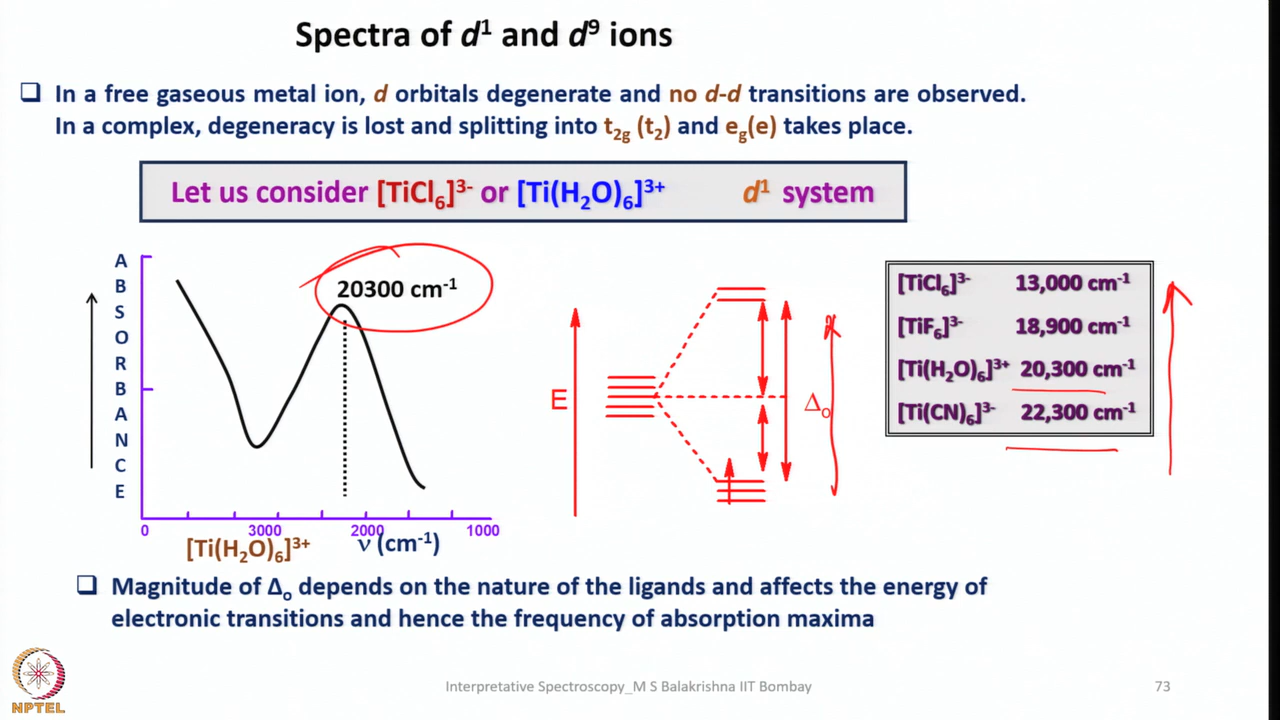 Spectra of d¹ and d⁹ ions
❑ In a free gaseous metal ion, d orbitals degenerate and no d-d transitions are observed.
In a complex, degeneracy is lost and splitting into t₂g (t₂) and eg(e) takes place.
Let us consider [TiCl₆]³⁻ or [Ti(H₂O)₆]³⁺ d¹ system
A
B
S
O
R
B
A
N
C
E
20300 cm⁻¹
0 3000 2000 1000
[Ti(H₂O)₆]³⁺ ν (cm⁻¹)
E
Δₒ
[TiCl₆]³⁻ 13,000 cm⁻¹
[TiF₆]³⁻ 18,900 cm⁻¹
[Ti(H₂O)₆]³⁺ 20,300 cm⁻¹
[Ti(CN)₆]³⁻ 22,300 cm⁻¹
❑ Magnitude of Δₒ depends on the nature of the ligands and affects the energy of
electronic transitions and hence the frequency of absorption maxima
NPTEL
Interpretative Spectroscopy_M S Balakrishna IIT Bombay
73